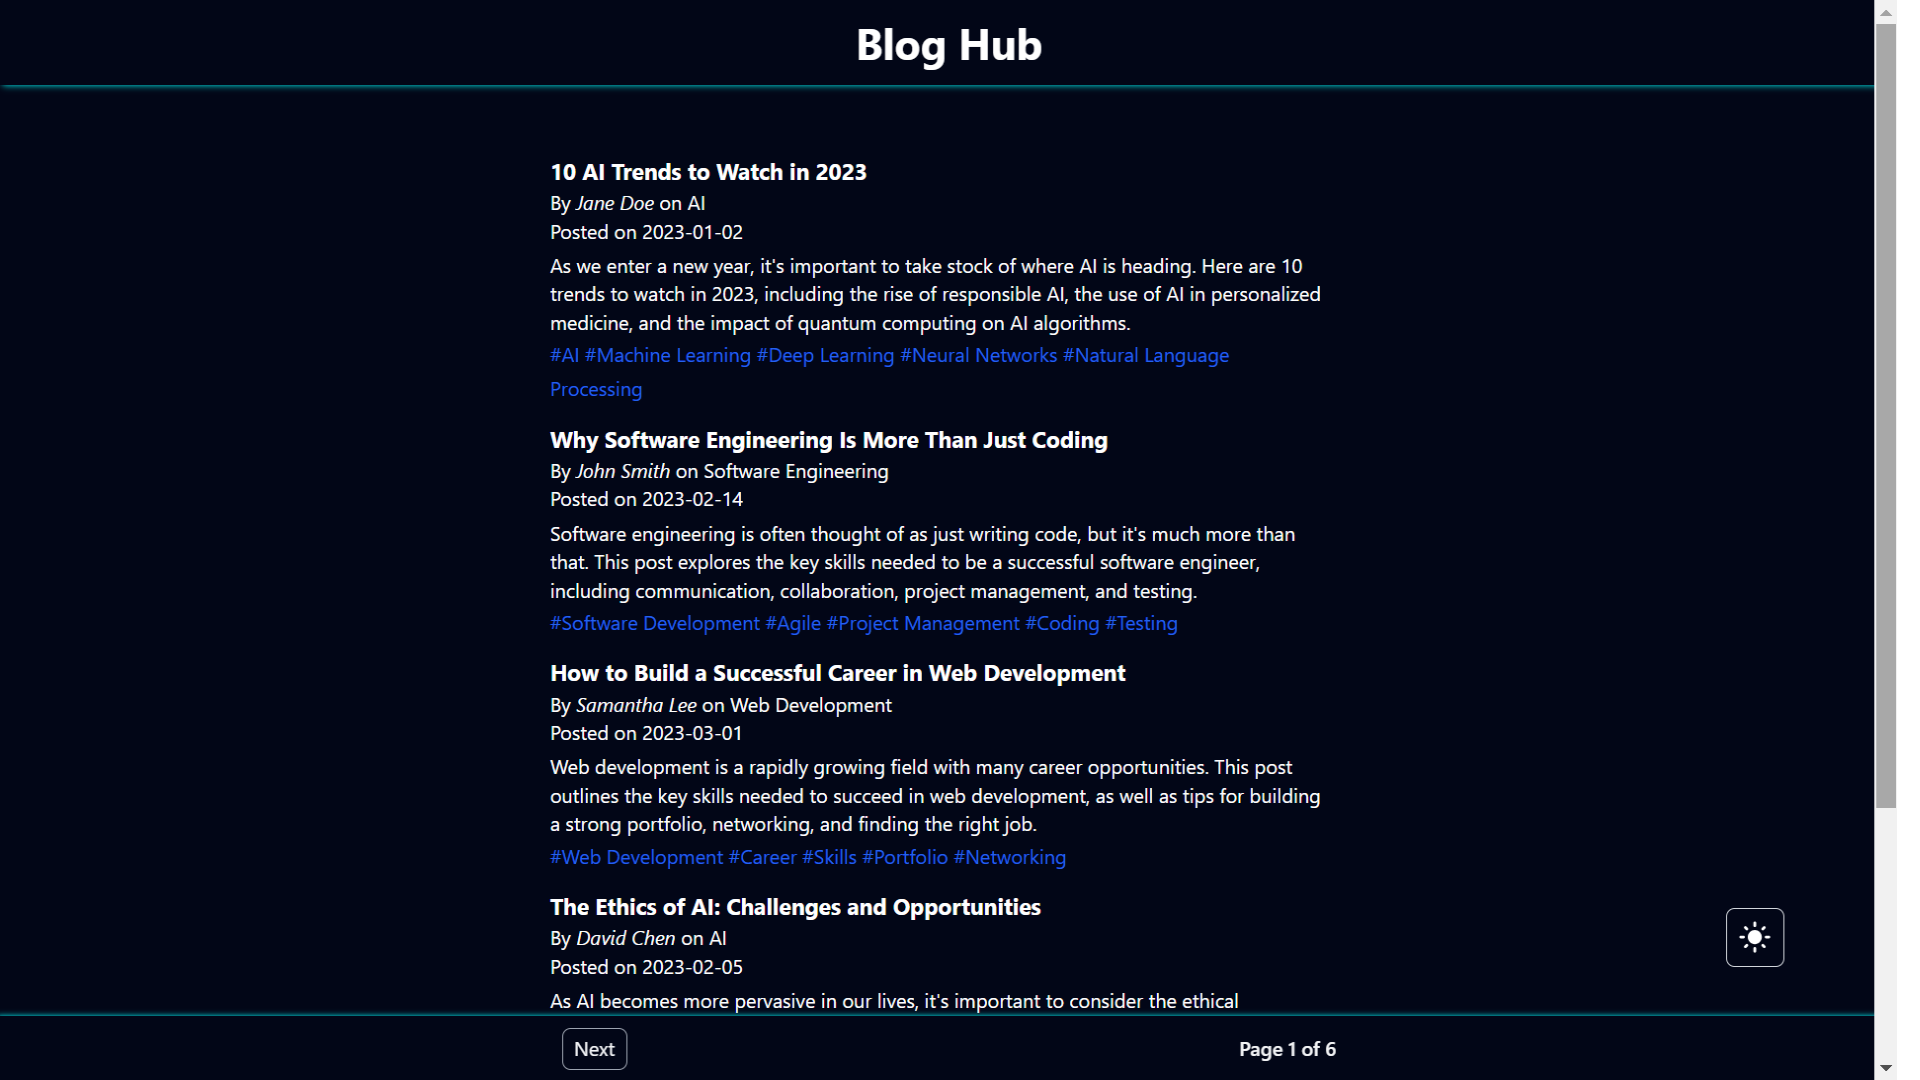 Blog Hub
10 AI Trends to Watch in 2023
By Jane Doe on AI
Posted on 2023-01-02
As we enter a new year, it's important to take stock of where AI is heading. Here are 10
trends to watch in 2023, including the rise of responsible AI, the use of AI in personalized
medicine, and the impact of quantum computing on AI algorithms.
#AI #Machine Learning #Deep Learning #Neural Networks #Natural Language
Processing
Why Software Engineering Is More Than Just Coding
By John Smith on Software Engineering
Posted on 2023-02-14
Software engineering is often thought of as just writing code, but it's much more than
that. This post explores the key skills needed to be a successful software engineer,
including communication, collaboration, project management, and testing.
#Software Development #Agile #Project Management #Coding #Testing
How to Build a Successful Career in Web Development
By Samantha Lee on Web Development
Posted on 2023-03-01
Web development is a rapidly growing field with many career opportunities. This post
outlines the key skills needed to succeed in web development, as well as tips for building
a strong portfolio, networking, and finding the right job.
#Web Development #Career #Skills #Portfolio #Networking
The Ethics of AI: Challenges and Opportunities
By David Chen on AI
Posted on 2023-02-05
As AI becomes more pervasive in our lives, it's important to consider the ethical
Next
Page 1 of 6